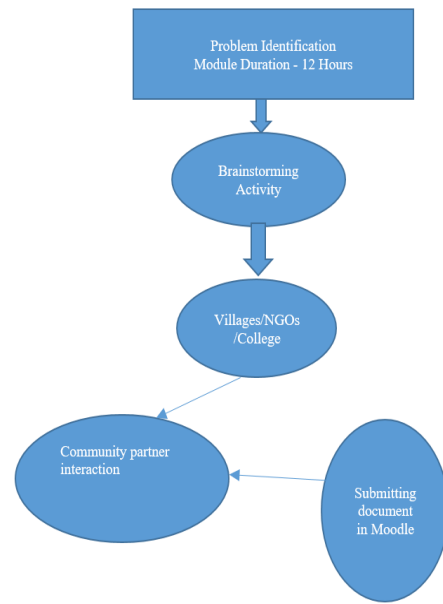 Problem Identification
Module Duration - 12 Hours
Brainstorming
Activity
Villages/NGOs
/College
Community partner
interaction
Submitting
document
in Moodle